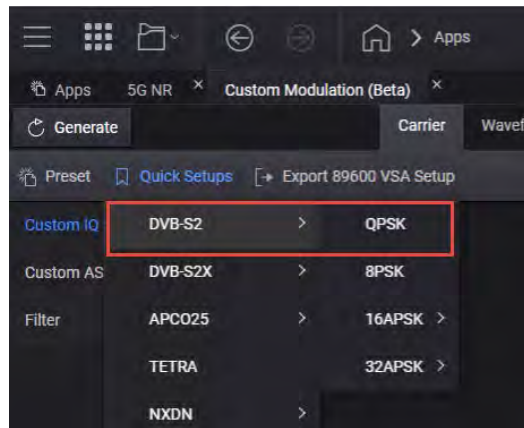 Apps
Apps 5G NR × Custom Modulation (Beta) ×
Generate Carrier
Preset Quick Setups Export 89600 VSA Setup
Custom IQ DVB-S2 QPSK
Custom AS DVB-S2X 8PSK
Filter APCO25 16APSK
TETRA 32APSK
NXDN